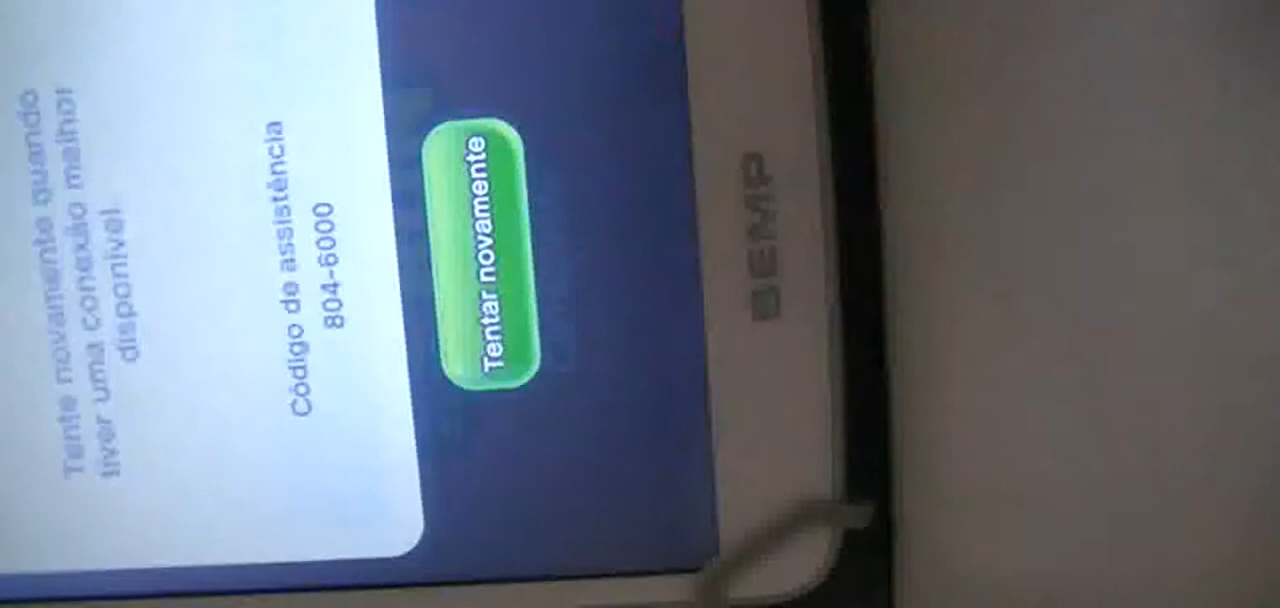 Tente novamente quando
tiver uma conexão melhor
disponível
Código de assistência
804-6000
Tentar novamente
SEMP